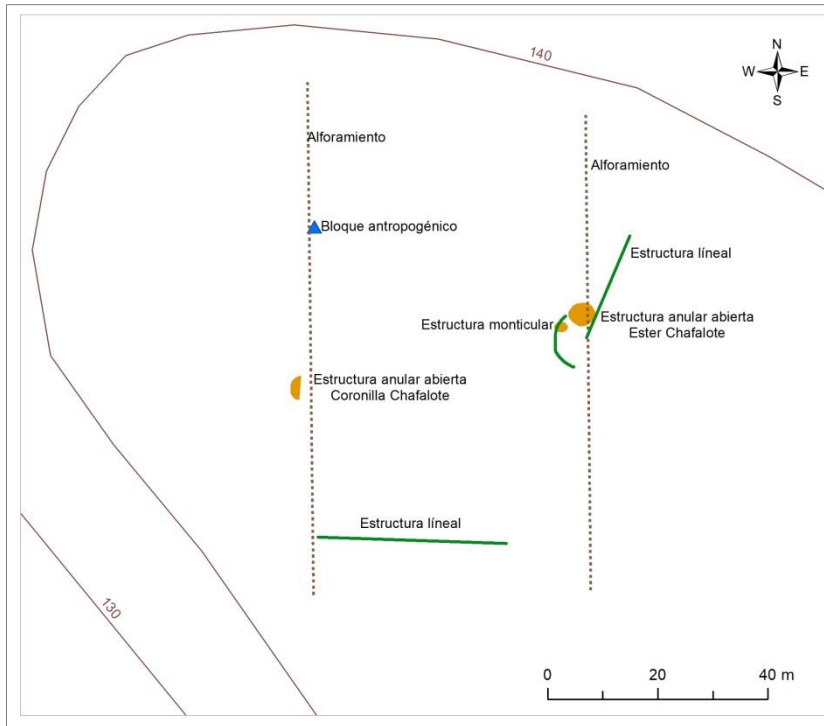 140
N
W E
S
Alforamiento
Alforamiento
Bloque antropogénico
Estructura líneal
Estructura anular abierta
Ester Chafalote
Estructura monticular
Estructura anular abierta
Coronilla Chafalote
Estructura líneal
130
0 20 40 m